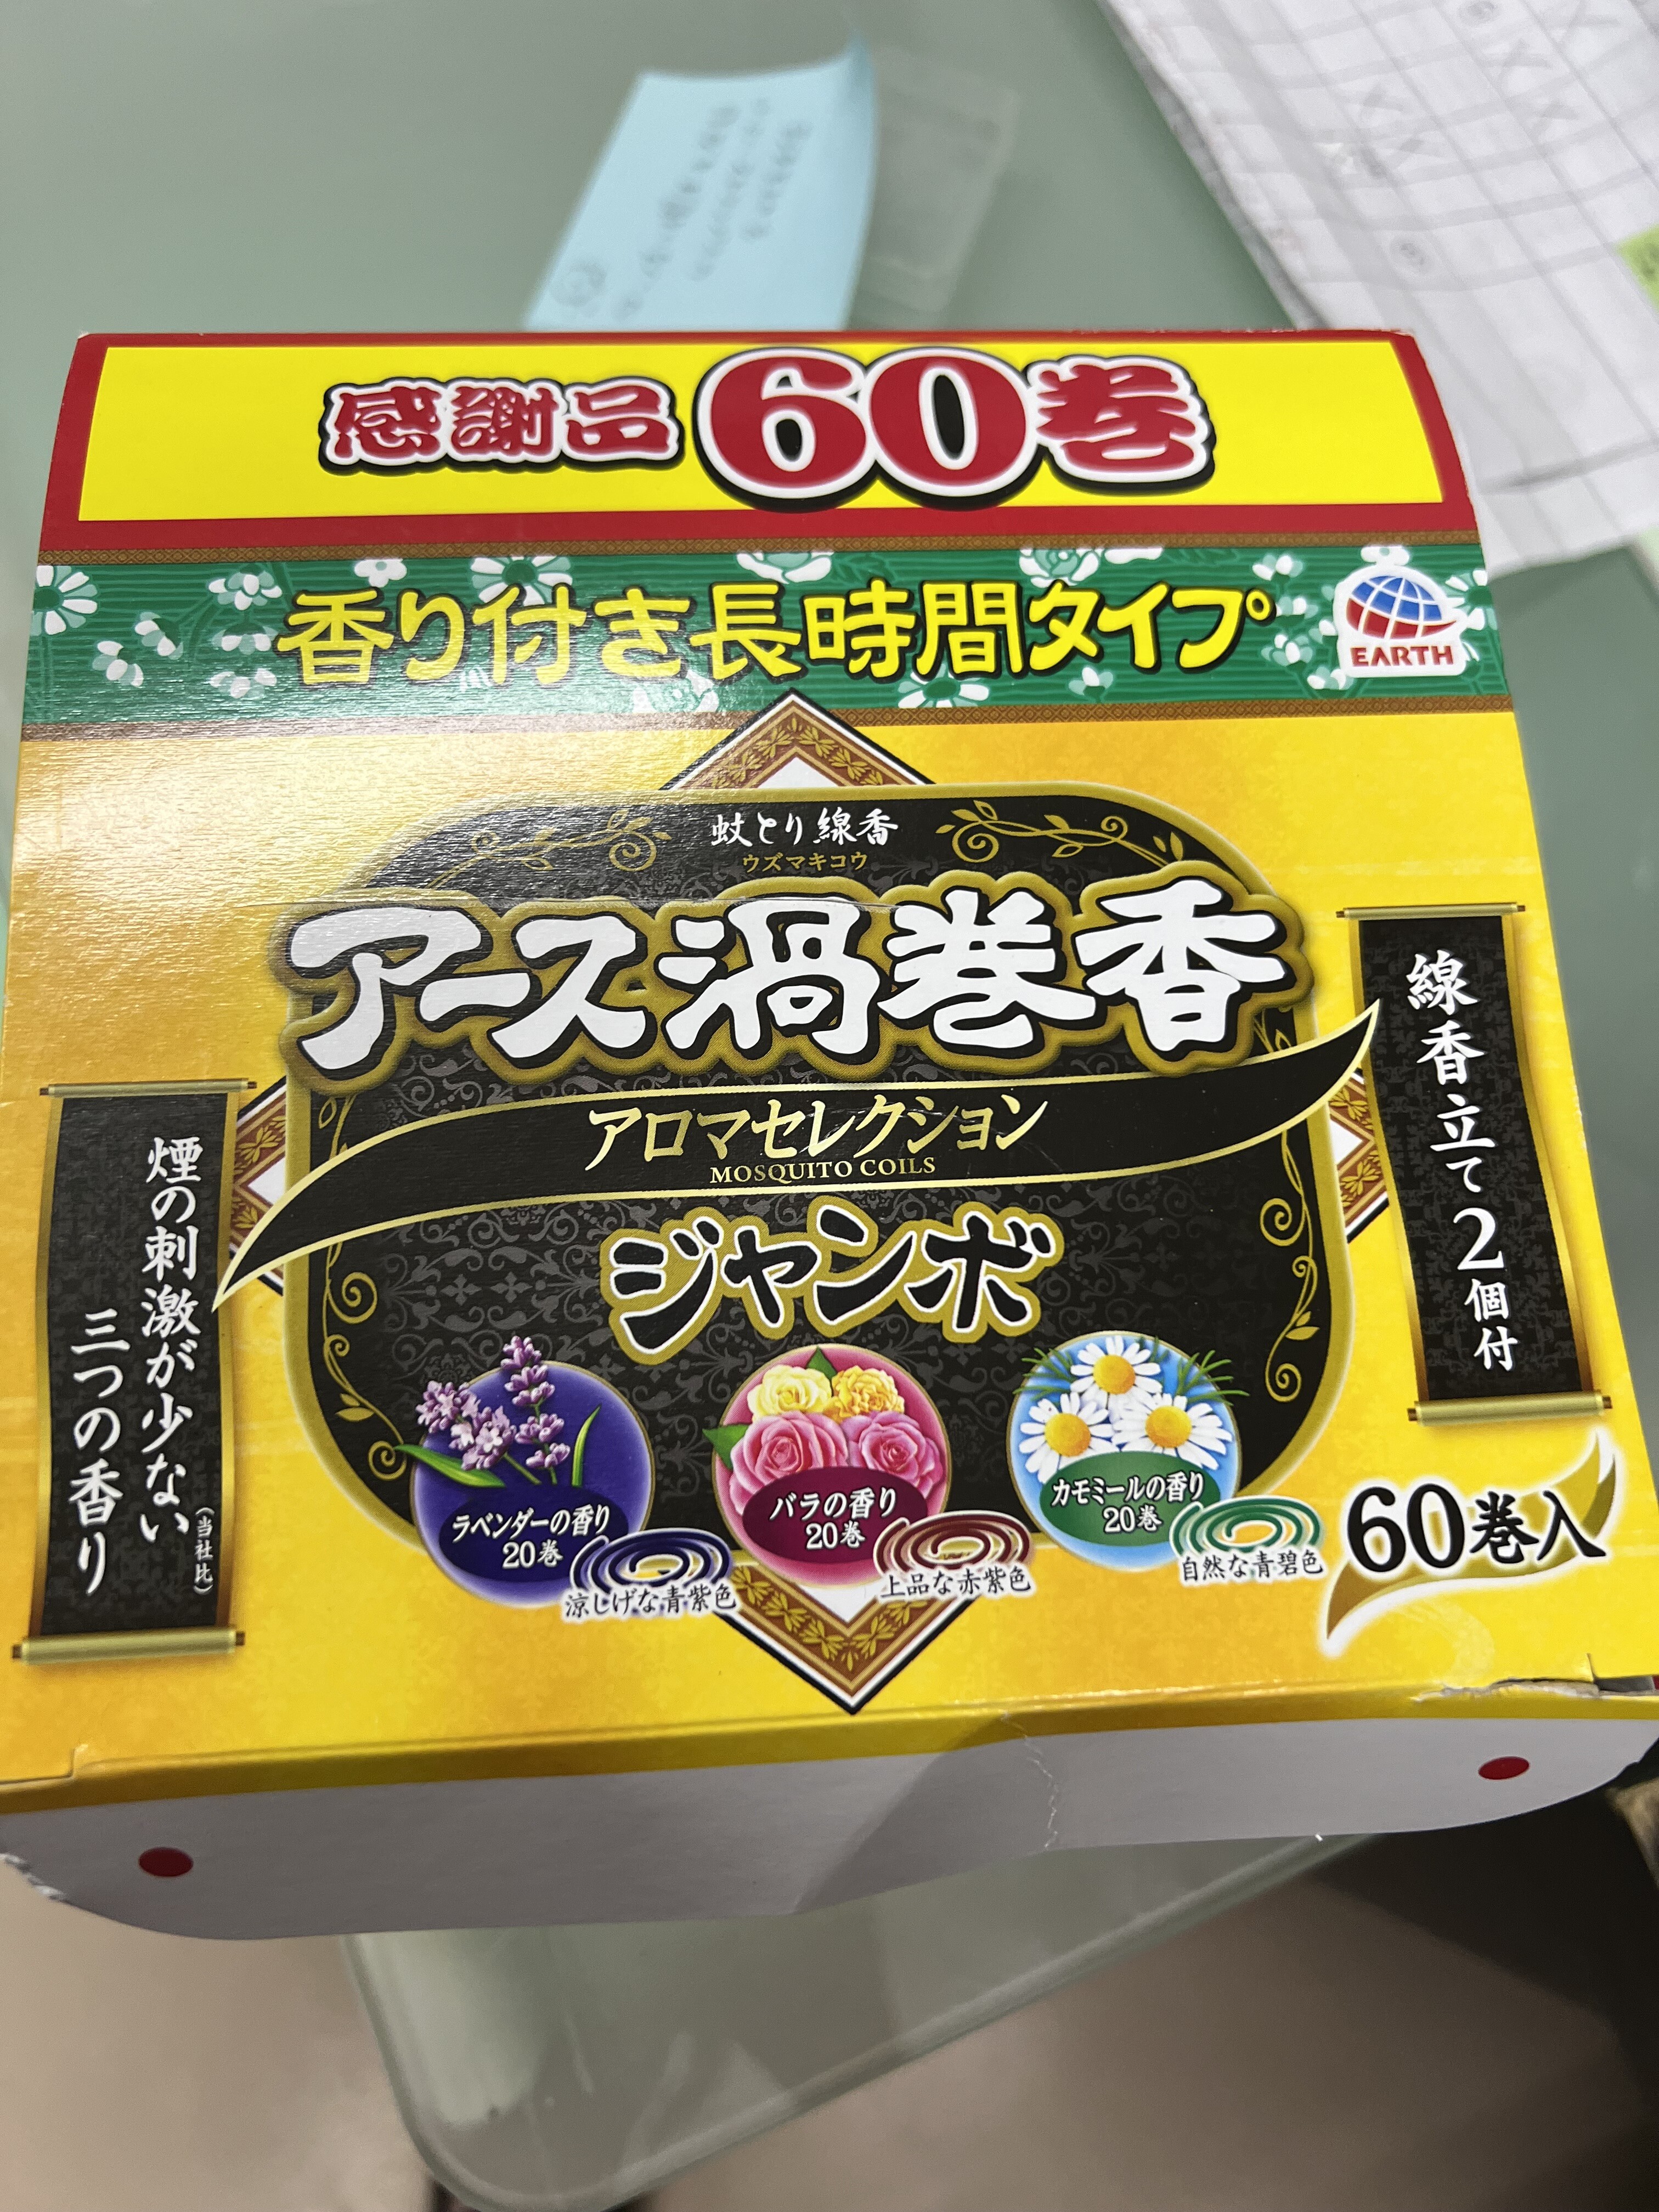 感謝品60巻
香り付き長時間タイプ
EARTH
蚊とり線香
ウズマキコウ
アース渦巻香
アロマセレクション
MOSQUITO COILS
ジャンボ
線香立て2個付
煙の刺激が少ない
(当社比)
三つの香り
ラベンダーの香り
20巻
涼しげな青紫色
バラの香り
20巻
上品な赤紫色
カモミールの香り
20巻
自然な青碧色
60巻入